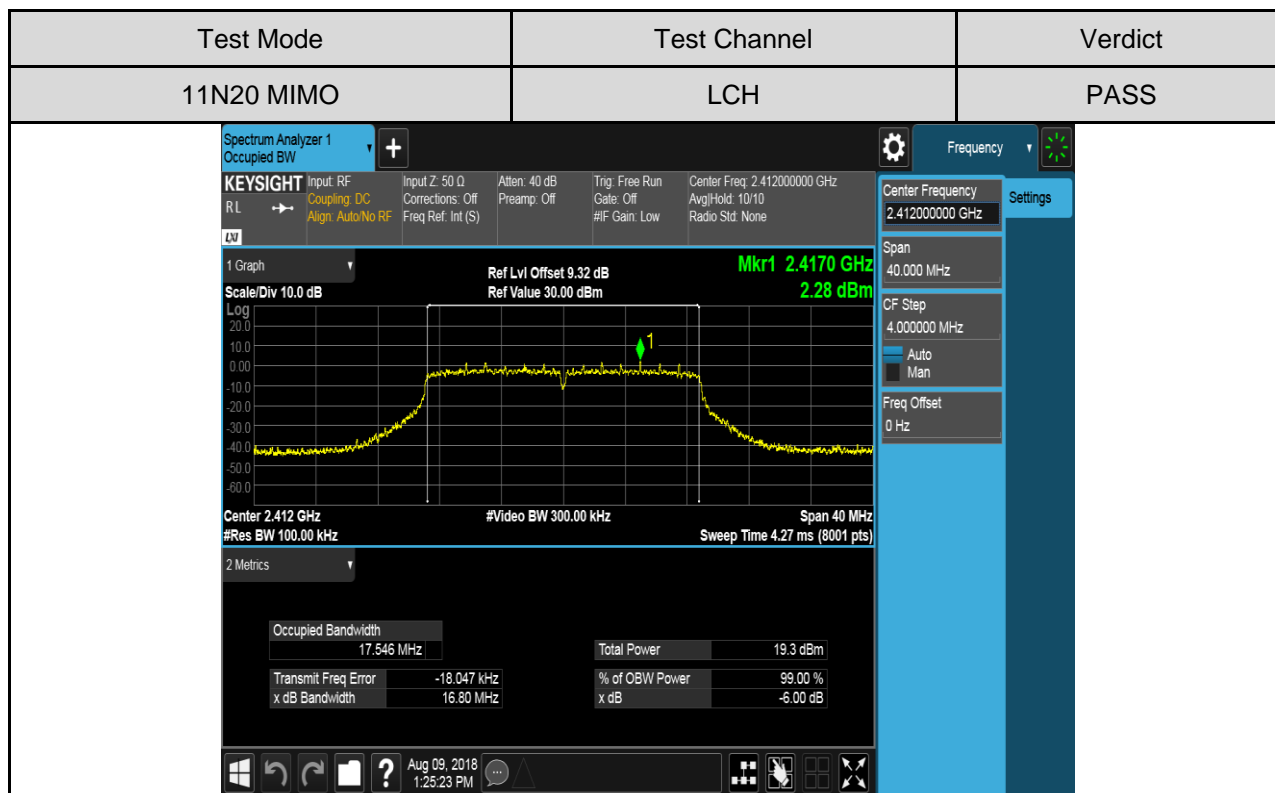 Test Mode Test Channel Verdict
11N20 MIMO LCH PASS
Spectrum Analyzer 1
Occupied BW
+
Frequency
KEYSIGHT
RL
LXI
Input: RF
Coupling: DC
Align: Auto/No RF
Input Z: 50 Ω
Corrections: Off
Freq Ref: Int (S)
Atten: 40 dB
Preamp: Off
Trig: Free Run
Gate: Off
#IF Gain: Low
Center Freq: 2.412000000 GHz
Avg|Hold: 10/10
Radio Std: None
Center Frequency
2.412000000 GHz
Settings
Span
40.000 MHz
CF Step
4.000000 MHz
Auto
Man
Freq Offset
0 Hz
1 Graph
Scale/Div 10.0 dB
Ref Lvl Offset 9.32 dB
Ref Value 30.00 dBm
Mkr1 2.4170 GHz
2.28 dBm
Log
20.0
10.0
0.00
-10.0
-20.0
-30.0
-40.0
-50.0
-60.0
1
Center 2.412 GHz
#Res BW 100.00 kHz
#Video BW 300.00 kHz
Span 40 MHz
Sweep Time 4.27 ms (8001 pts)
2 Metrics
Occupied Bandwidth
17.546 MHz
Total Power 19.3 dBm
Transmit Freq Error -18.047 kHz
% of OBW Power 99.00 %
x dB Bandwidth 16.80 MHz
x dB -6.00 dB
?
Aug 09, 2018
1:25:23 PM